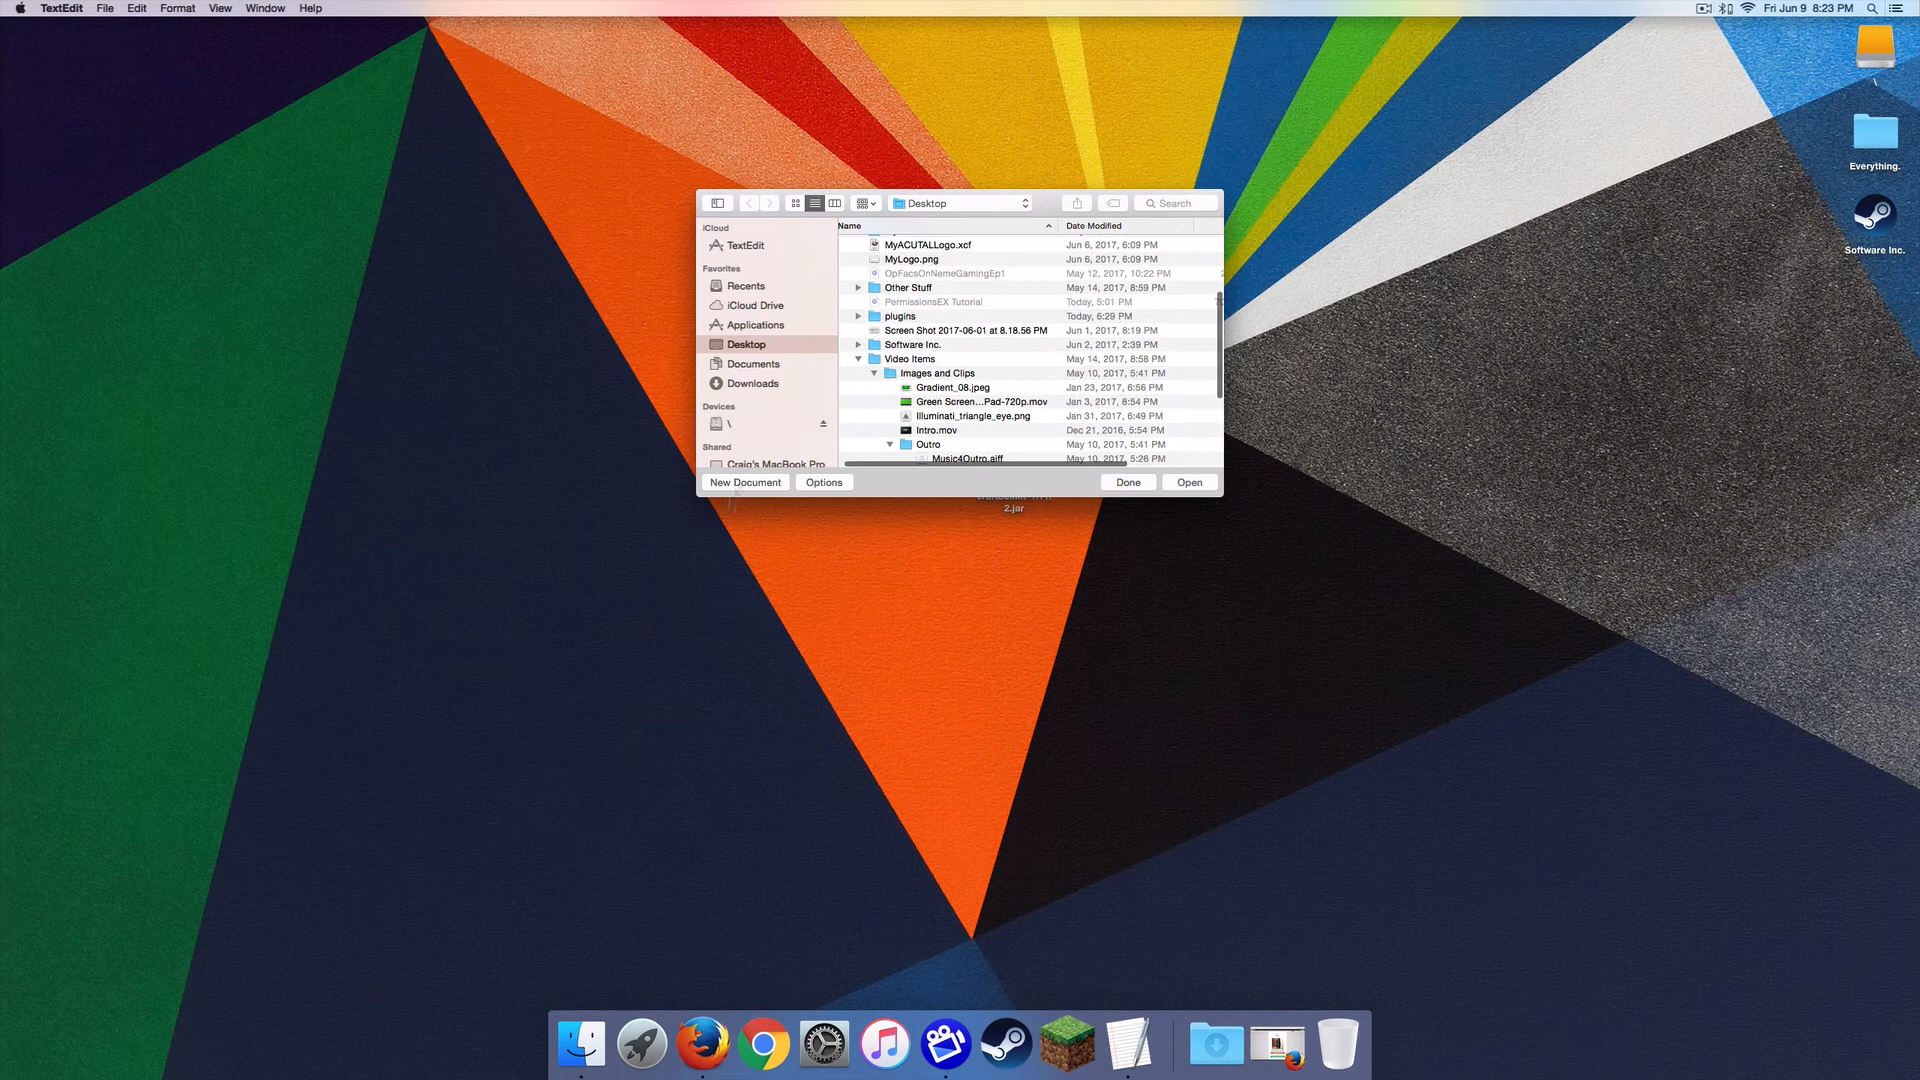 TextEdit File Edit Format View Window Help
Fri Jun 9 8:23 PM
\
Everything.
Software Inc.
Desktop
Search
iCloud
TextEdit
Favorites
Recents
iCloud Drive
Applications
Desktop
Documents
Downloads
Devices
\
Shared
Craig's MacBook Pro
Name Date Modified
MyACUTALLogo.xcf Jun 6, 2017, 6:09 PM
MyLogo.png Jun 6, 2017, 6:09 PM
OpFacsOnNemeGamingEp1 May 12, 2017, 10:22 PM
Other Stuff May 14, 2017, 8:59 PM
PermissionsEX Tutorial Today, 5:01 PM
plugins Today, 6:29 PM
Screen Shot 2017-06-01 at 8.18.56 PM Jun 1, 2017, 8:19 PM
Software Inc. Jun 2, 2017, 2:39 PM
Video Items May 14, 2017, 8:58 PM
Images and Clips May 10, 2017, 5:41 PM
Gradient_08.jpeg Jan 23, 2017, 6:56 PM
Green Screen...Pad-720p.mov Jan 3, 2017, 8:54 PM
Illuminati_triangle_eye.png Jan 31, 2017, 6:49 PM
Intro.mov Dec 21, 2016, 5:54 PM
Outro May 10, 2017, 5:41 PM
Music4Outro.aiff May 10, 2017, 5:26 PM
New Document Options Done Open
2.jar